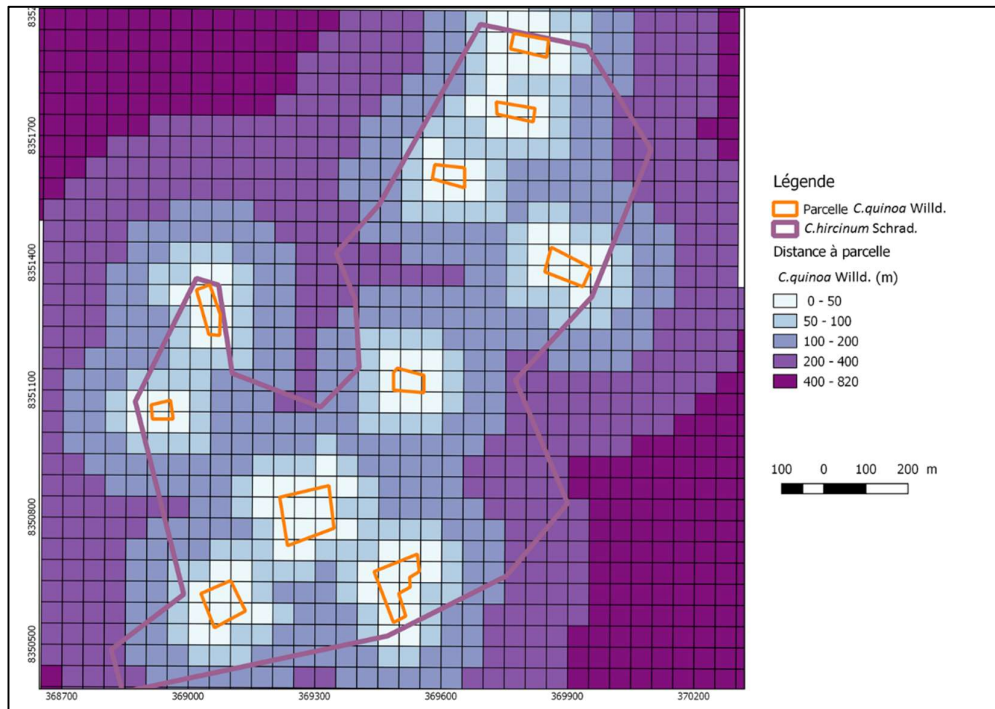 8352
8351700
8351400
8351100
8350800
8350500
368700 369000 369300 369600 369900 370200
Légende
Parcelle C.quinoa Willd.
C.hircinum Schrad.
Distance à parcelle
C.quinoa Willd. (m)
0 - 50
50 - 100
100 - 200
200 - 400
400 - 820
100 0 100 200 m